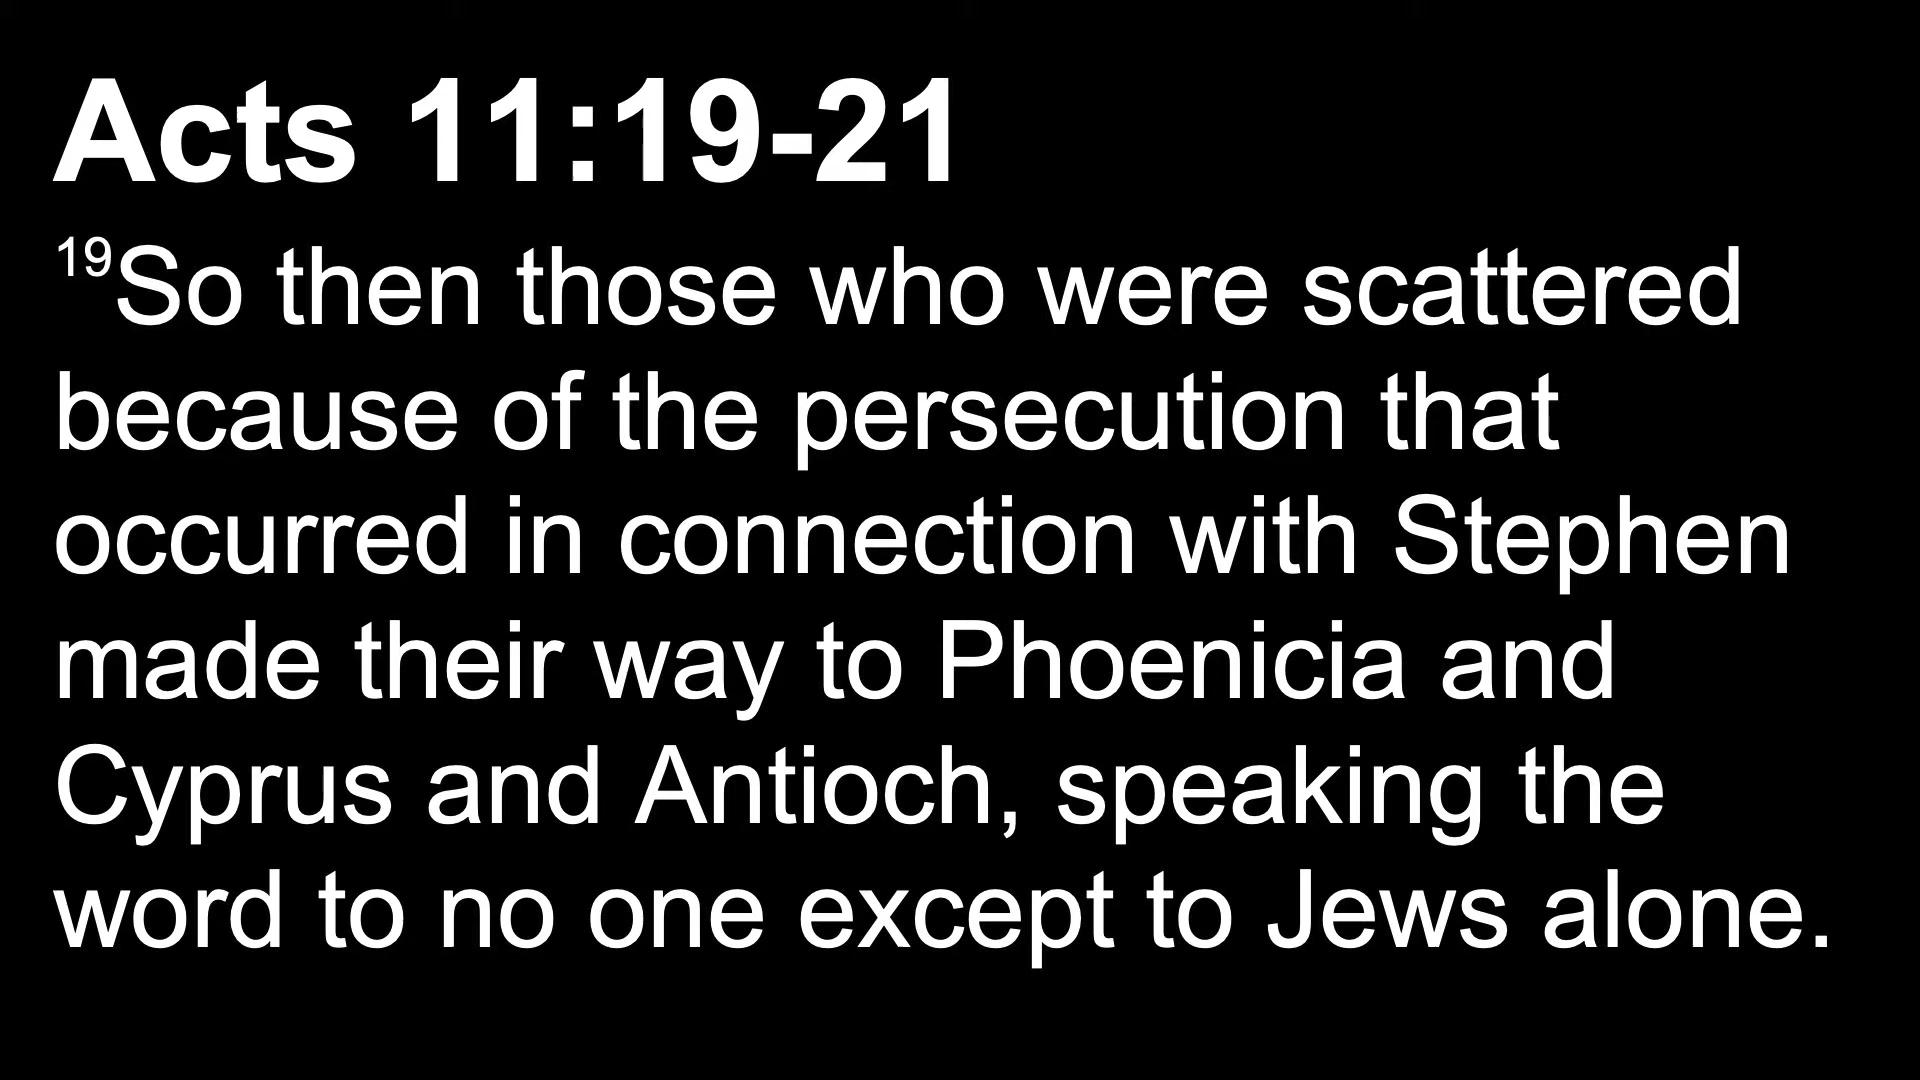 Acts 11:19-21
19So then those who were scattered
because of the persecution that
occurred in connection with Stephen
made their way to Phoenicia and
Cyprus and Antioch, speaking the
word to no one except to Jews alone.